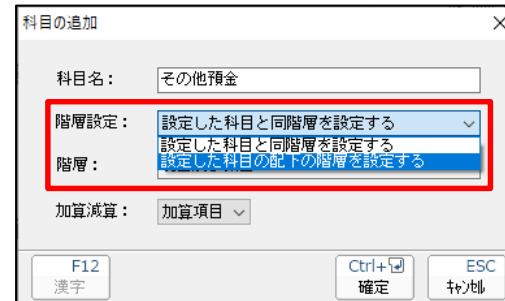 科目の追加
科目名： その他預金
階層設定： 設定した科目と同階層を設定する
設定した科目と同階層を設定する
設定した科目の配下の階層を設定する
階層：
加算減算： 加算項目
F12 Ctrl+ ESC
漢字 確定 ｷｬﾝｾﾙ